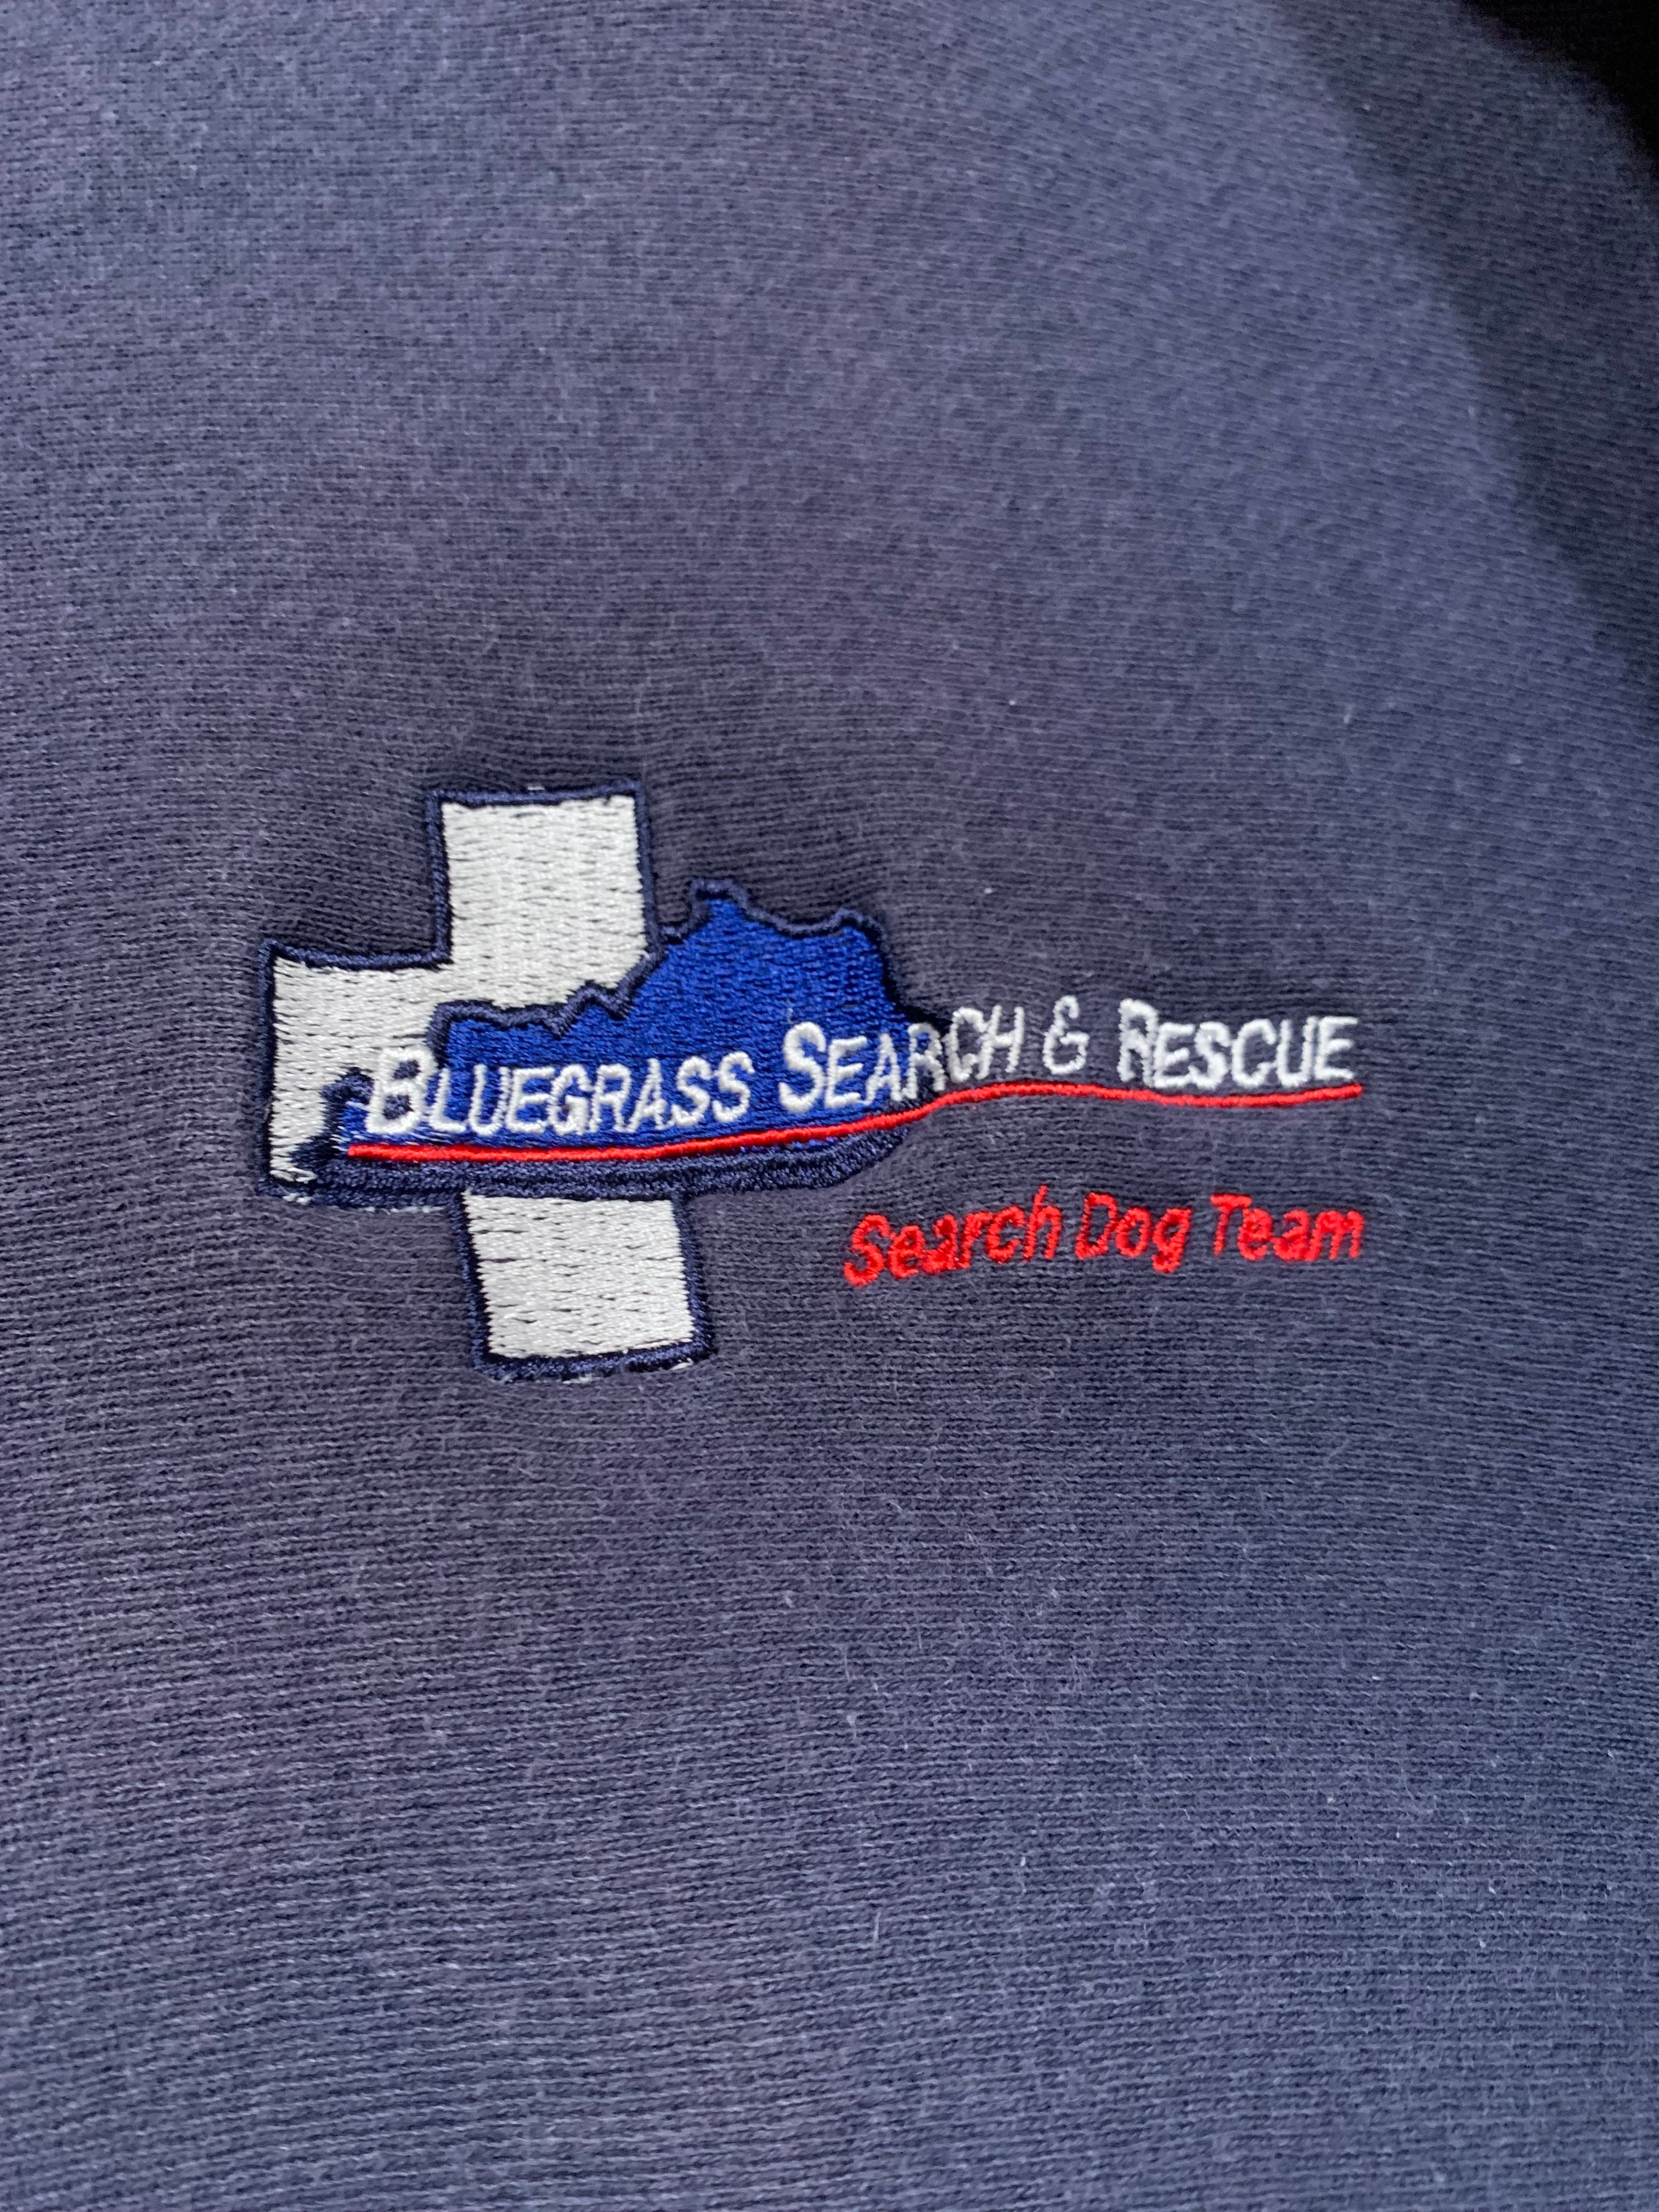 BLUEGRASS SEARCH & RESCUE
Search Dog Team